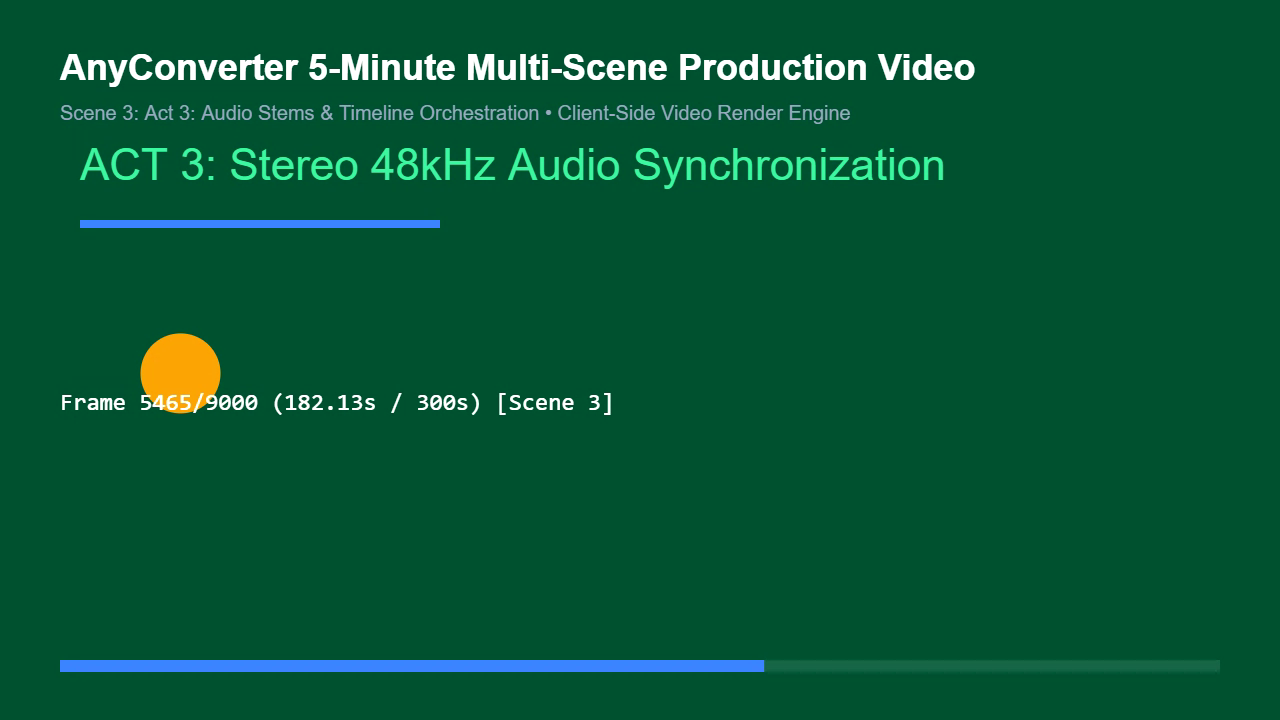 AnyConverter 5-Minute Multi-Scene Production Video
Scene 3: Act 3: Audio Stems & Timeline Orchestration • Client-Side Video Render Engine
ACT 3: Stereo 48kHz Audio Synchronization
Frame 5465/9000 (182.13s / 300s) [Scene 3]